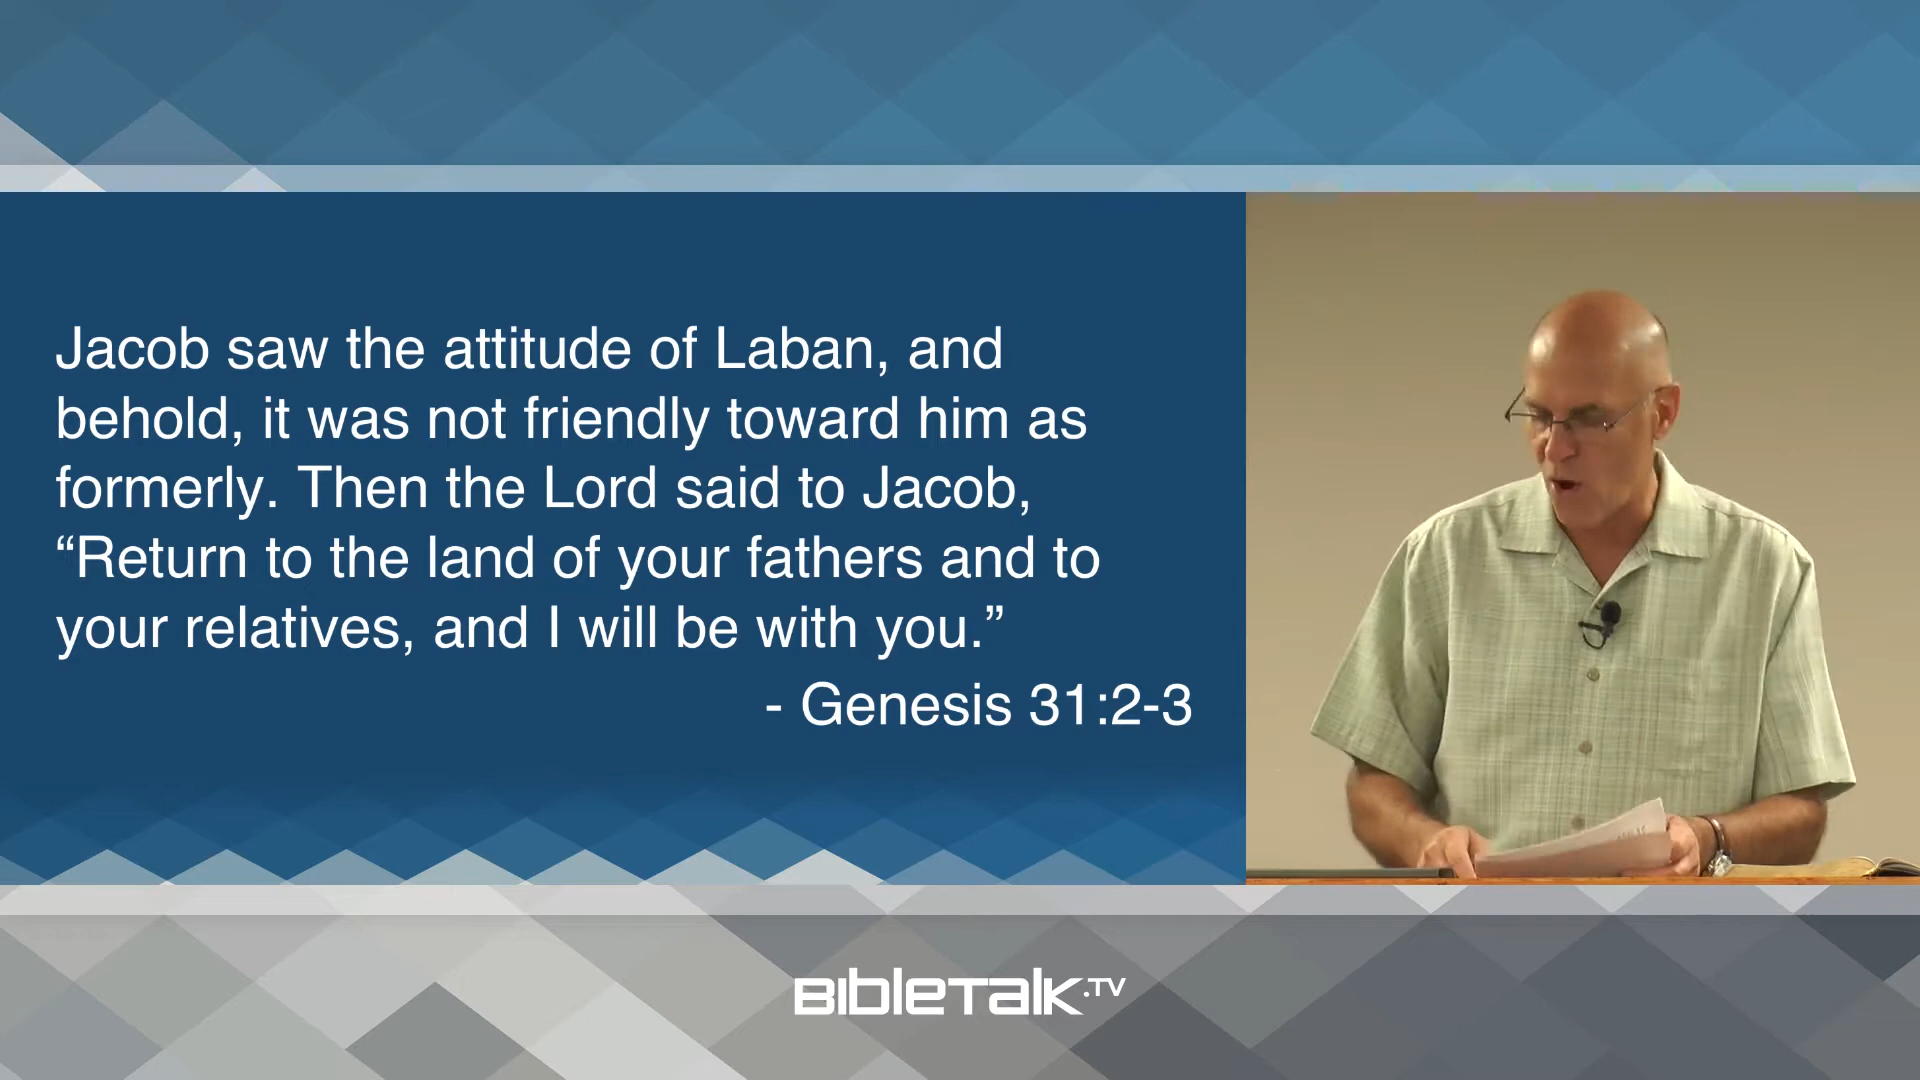 Jacob saw the attitude of Laban, and
behold, it was not friendly toward him as
formerly. Then the Lord said to Jacob,
“Return to the land of your fathers and to
your relatives, and I will be with you.”
- Genesis 31:2-3
BibleTalk.TV